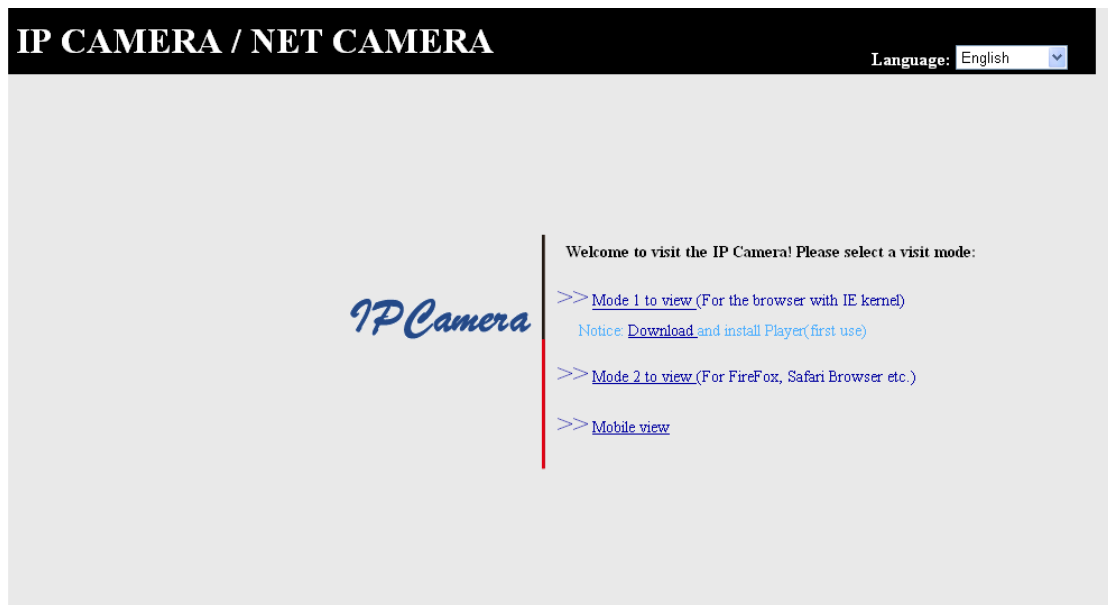 IP CAMERA / NET CAMERA
Language: English
Welcome to visit the IP Camera! Please select a visit mode:
IPCamera
>> Mode 1 to view (For the browser with IE kernel)
Notice: Download and install Player(first use)
>> Mode 2 to view (For FireFox, Safari Browser etc.)
>> Mobile view